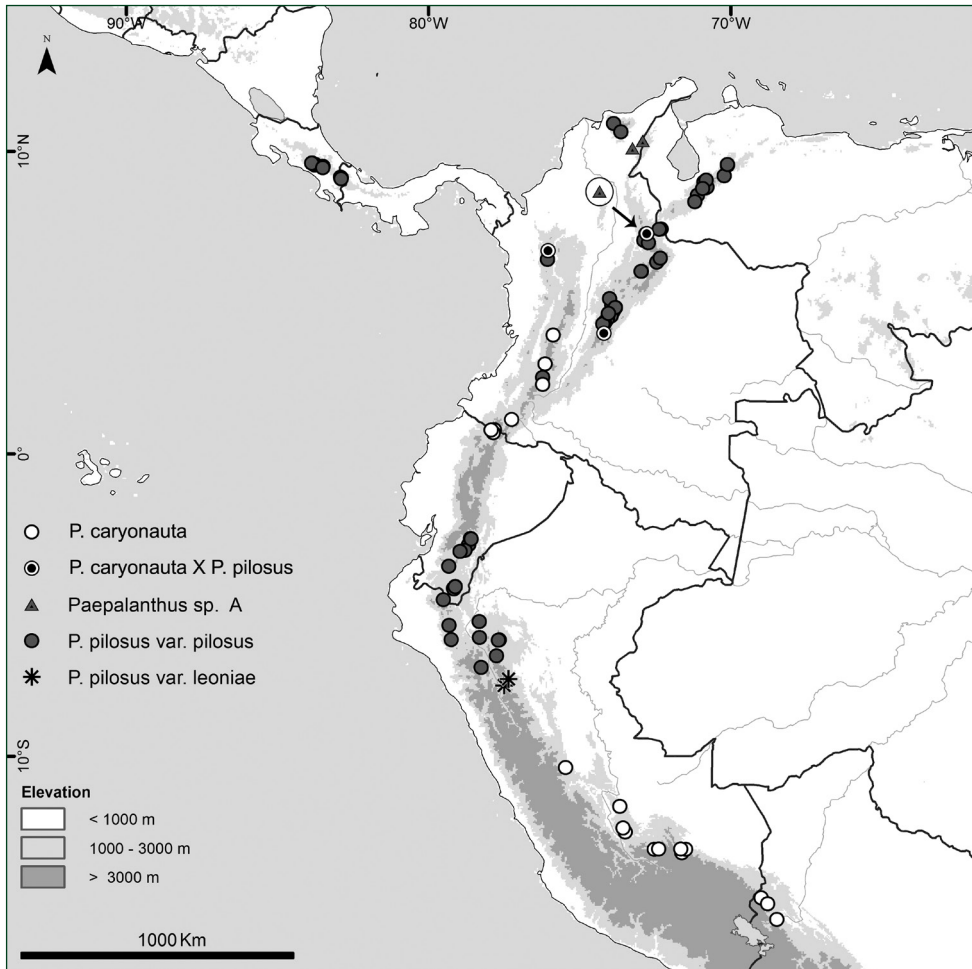 90°W 80°W 70°W
N
10°N
0°
10°S
P. caryonauta
P. caryonauta X P. pilosus
Paepalanthus sp. A
P. pilosus var. pilosus
P. pilosus var. leoniae
Elevation
< 1000 m
1000 - 3000 m
> 3000 m
1000 Km